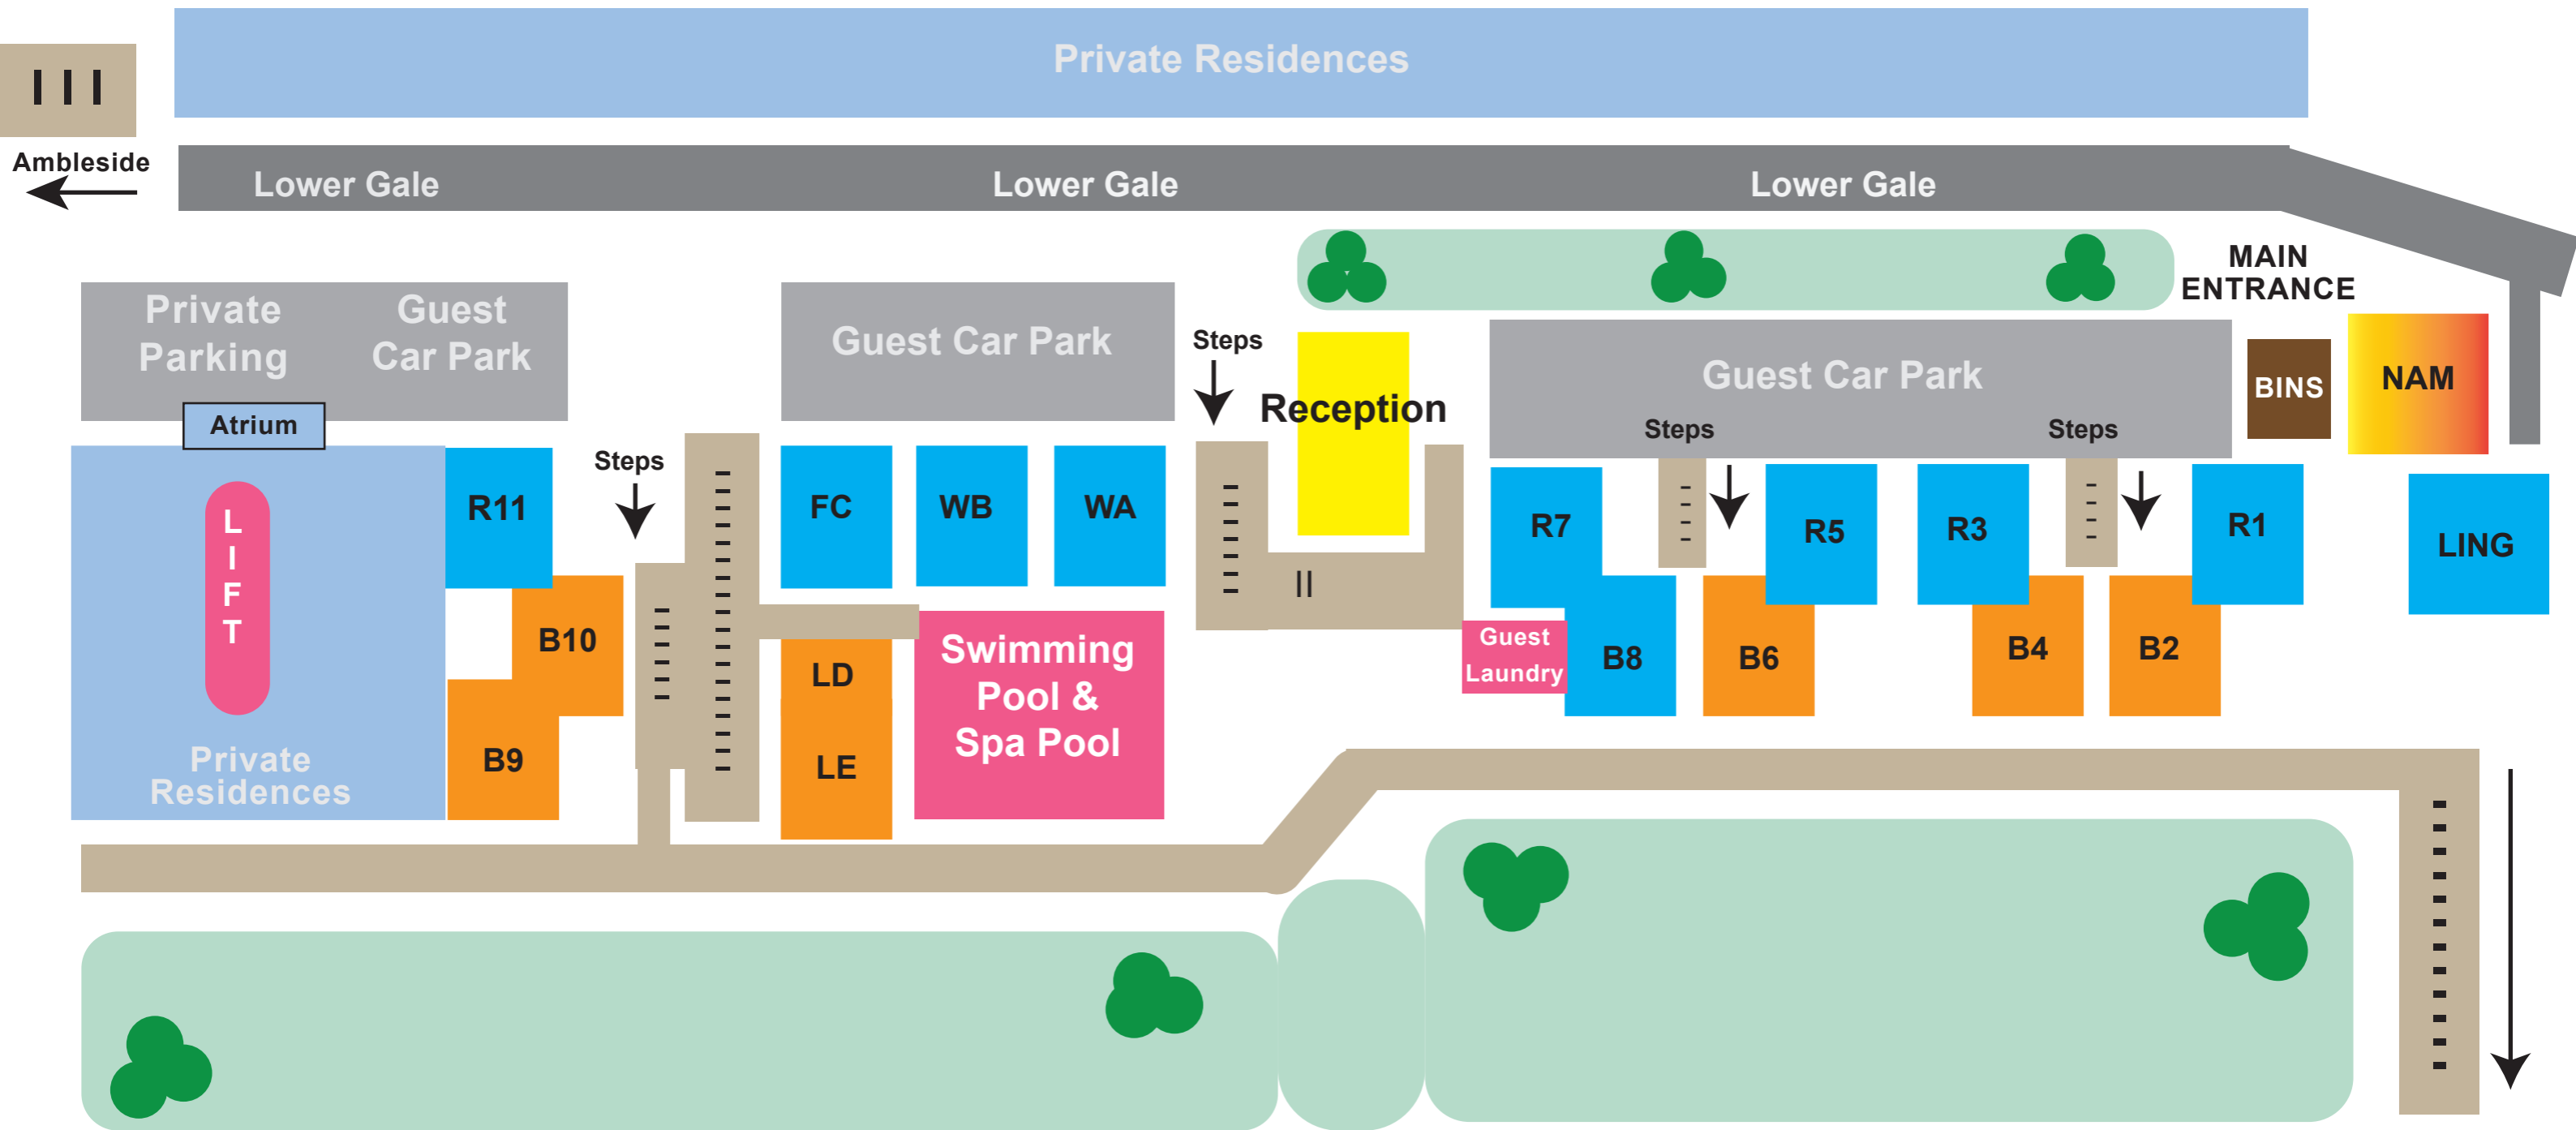 Private Residences
Ambleside
Lower Gale
Lower Gale
Lower Gale
MAIN
ENTRANCE
Private
Parking
Guest
Car Park
Guest Car Park
Steps
Reception
Guest Car Park
Steps
Steps
BINS
NAM
Atrium
LIFT
Private
Residences
R11
B10
B9
Steps
FC
WB
WA
LD
LE
Swimming
Pool &
Spa Pool
R7
R5
R3
R1
LING
Guest
Laundry
B8
B6
B4
B2